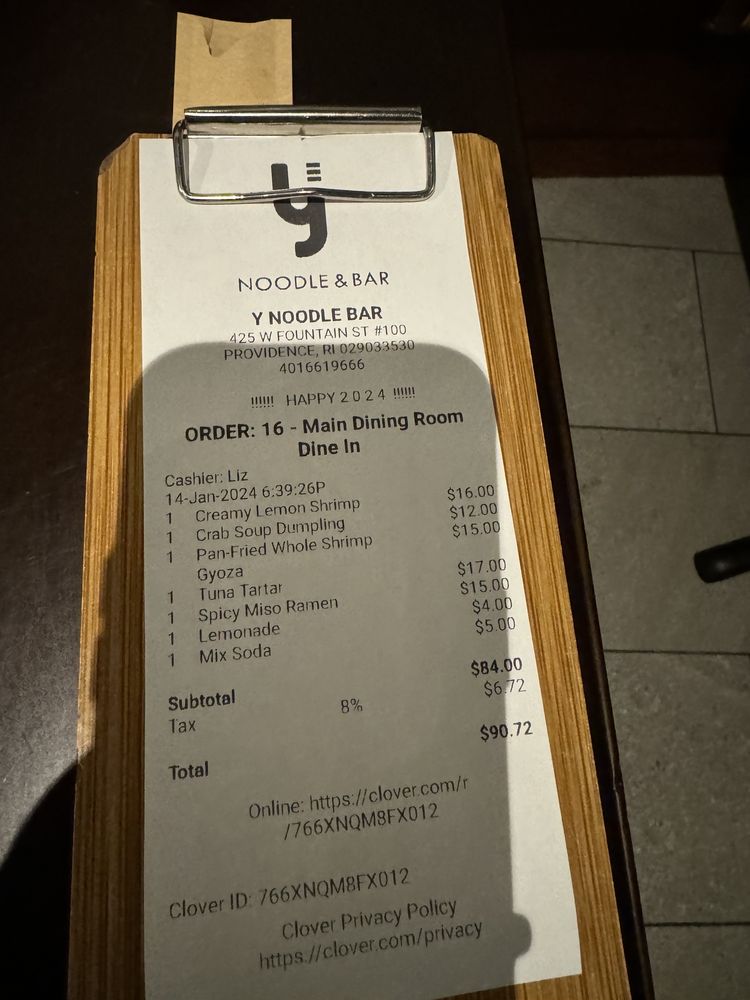 y
NOODLE & BAR
Y NOODLE BAR
425 W FOUNTAIN ST #100
PROVIDENCE, RI 029033530
4016619666
!!!!!! HAPPY 2 0 2 4 !!!!!!
ORDER: 16 - Main Dining Room
Dine In
Cashier: Liz
14-Jan-2024 6:39:26P
1 Creamy Lemon Shrimp $16.00
1 Crab Soup Dumpling $12.00
1 Pan-Fried Whole Shrimp $15.00
Gyoza
1 Tuna Tartar $17.00
1 Spicy Miso Ramen $15.00
1 Lemonade $4.00
1 Mix Soda $5.00
Subtotal $84.00
Tax 8% $6.72
Total $90.72
Online: https://clover.com/r
/766XNQM8FX012
Clover ID: 766XNQM8FX012
Clover Privacy Policy
https://clover.com/privacy